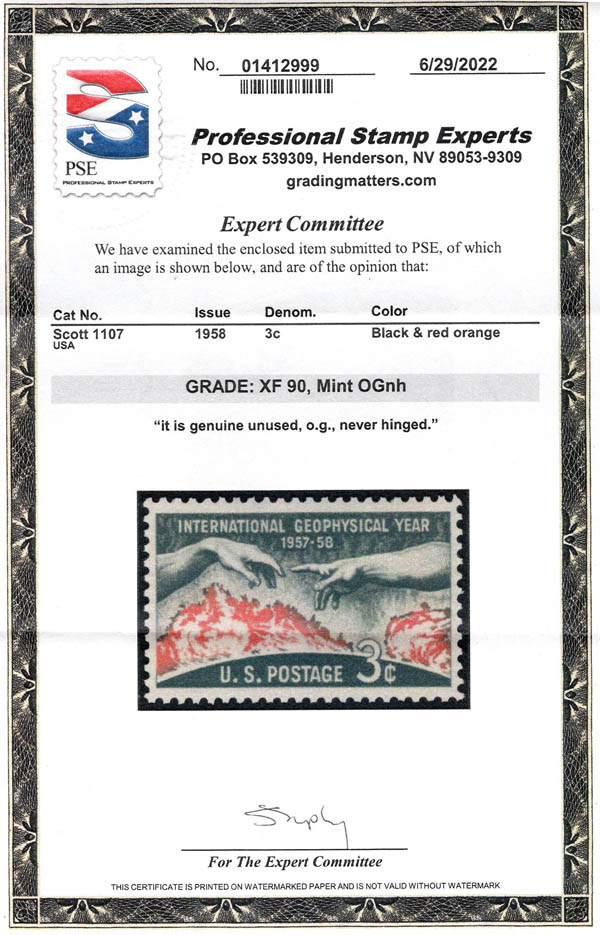 No. 01412999 6/29/2022
PSE
PROFESSIONAL STAMP EXPERTS
Professional Stamp Experts
PO Box 539309, Henderson, NV 89053-9309
gradingmatters.com
Expert Committee
We have examined the enclosed item submitted to PSE, of which
an image is shown below, and are of the opinion that:
Cat No. Issue Denom. Color
Scott 1107 1958 3c Black & red orange
USA
GRADE: XF 90, Mint OGnh
“it is genuine unused, o.g., never hinged.”
INTERNATIONAL GEOPHYSICAL YEAR
1957-58
U.S. POSTAGE 3¢
For The Expert Committee
THIS CERTIFICATE IS PRINTED ON WATERMARKED PAPER AND IS NOT VALID WITHOUT WATERMARK